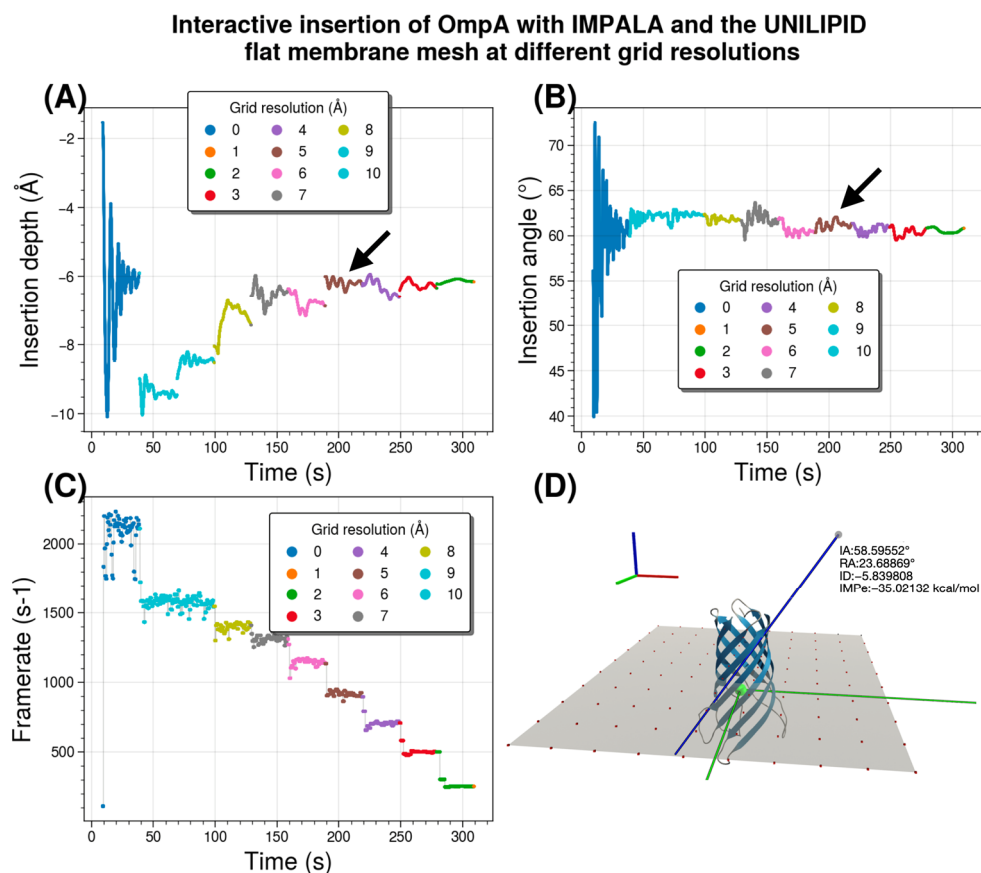 Interactive insertion of OmpA with IMPALA and the UNILIPID
flat membrane mesh at different grid resolutions
(A)
Grid resolution (Å)
0 4 8
1 5 9
2 6 10
3 7
−2
−4
−6
−8
−10
Insertion depth (Å)
0 50 100 150 200 250 300
Time (s)
(B)
70
65
60
55
50
45
40
Insertion angle (°)
Grid resolution (Å)
0 4 8
1 5 9
2 6 10
3 7
0 50 100 150 200 250 300
Time (s)
(C)
Grid resolution (Å)
0 4 8
1 5 9
2 6 10
3 7
2000
1500
1000
500
Framerate (s-1)
0 50 100 150 200 250 300
Time (s)
(D)
IA:58.59552°
RA:23.68869°
ID:−5.839808
IMPe:−35.02132 kcal/mol